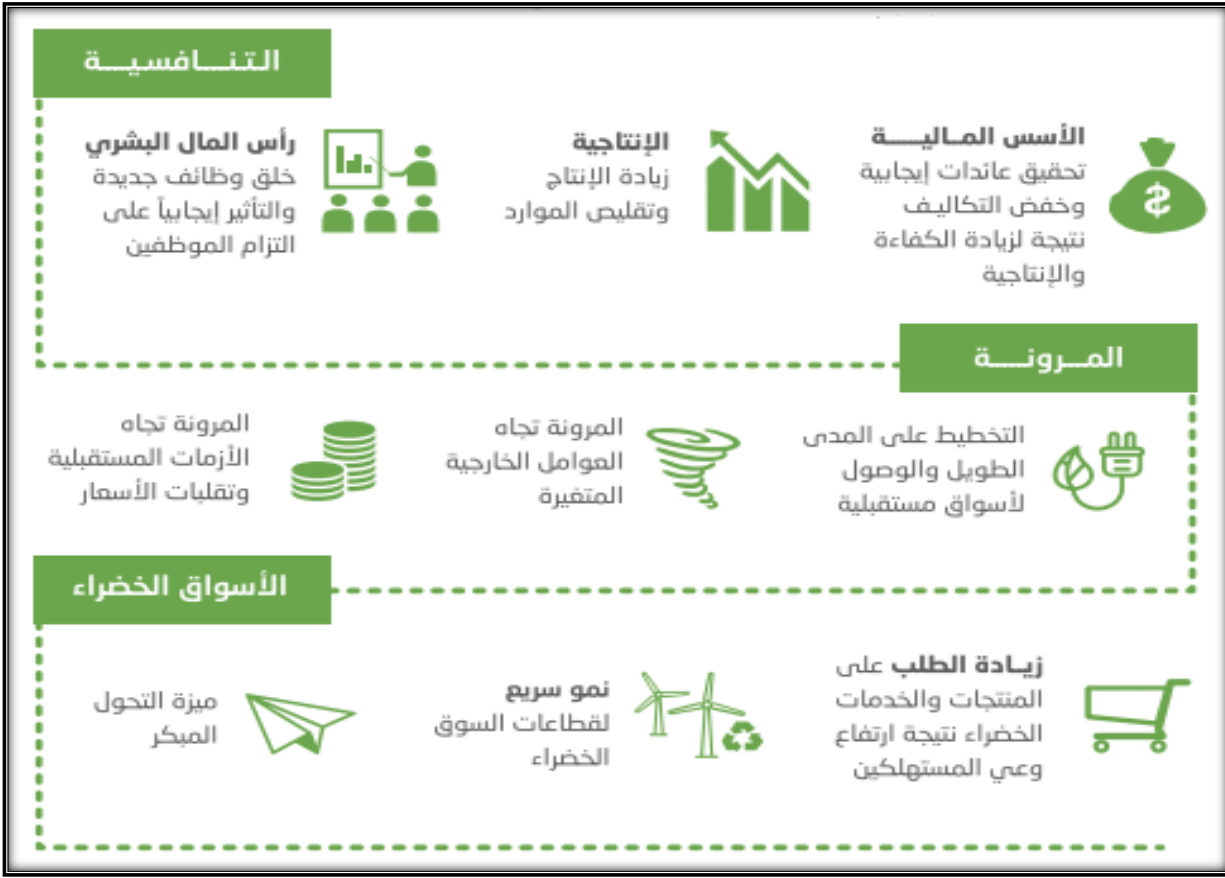 التنافسية
الأسس المالية
تحقيق عائدات إيجابية
وخفض التكاليف
نتيجة لزيادة الكفاءة
والإنتاجية
$
الإنتاجية
زيادة الإنتاج
وتقليص الموارد
رأس المال البشري
خلق وظائف جديدة
والتأثير إيجابياً على
التزام الموظفين
المرونة
التخطيط على المدى
الطويل والوصول
لأسواق مستقبلية
المرونة تجاه
العوامل الخارجية
المتغيرة
المرونة تجاه
الأزمات المستقبلية
وتقلبات الأسعار
الأسواق الخضراء
زيادة الطلب على
المنتجات والخدمات
الخضراء نتيجة ارتفاع
وعي المستهلكين
نمو سريع
لقطاعات السوق
الخضراء
ميزة التحول
المبكر